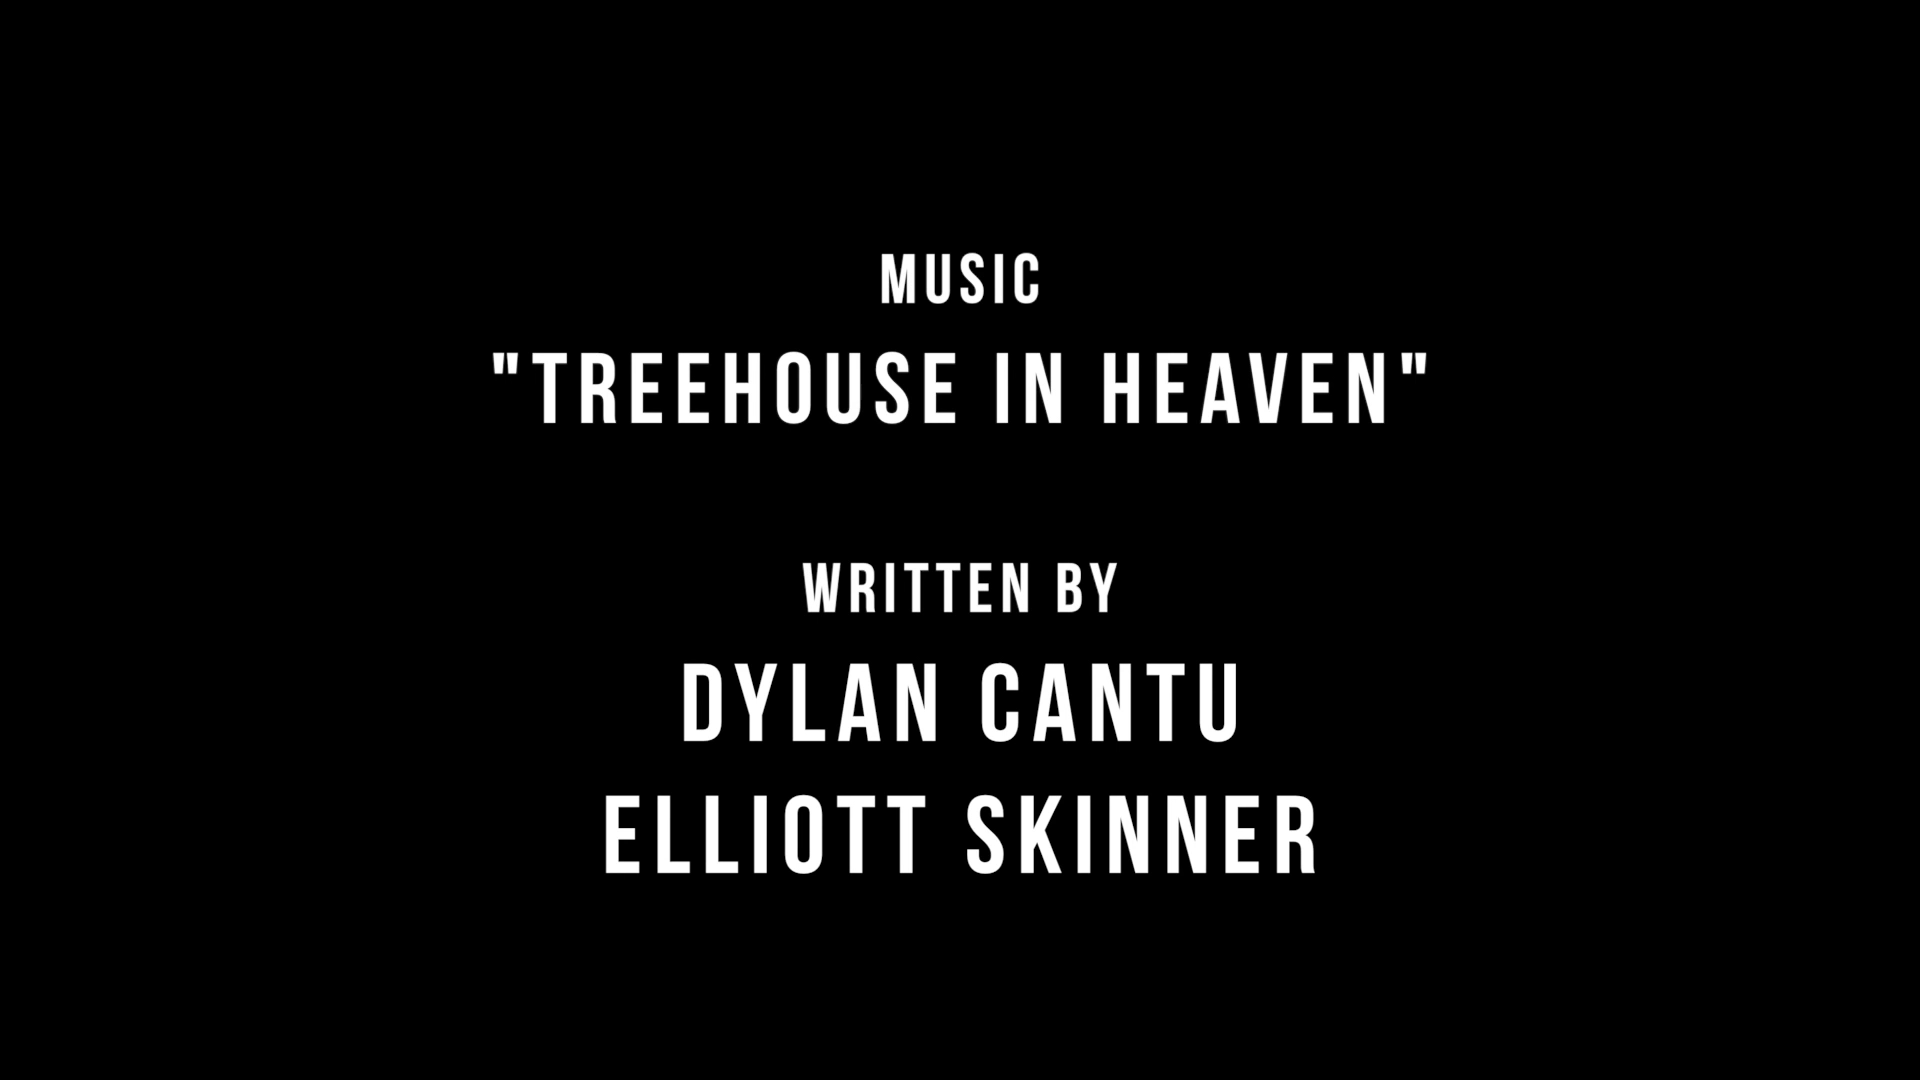 MUSIC
"TREEHOUSE IN HEAVEN"
WRITTEN BY
DYLAN CANTU
ELLIOTT SKINNER